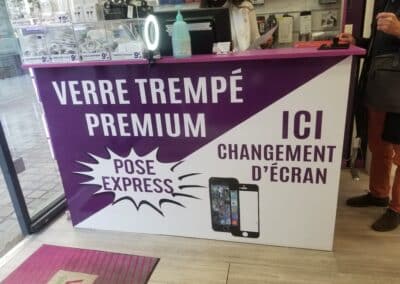 VERRE TREMPÉ
PREMIUM
POSE
EXPRESS
ICI
CHANGEMENT
D'ÉCRAN